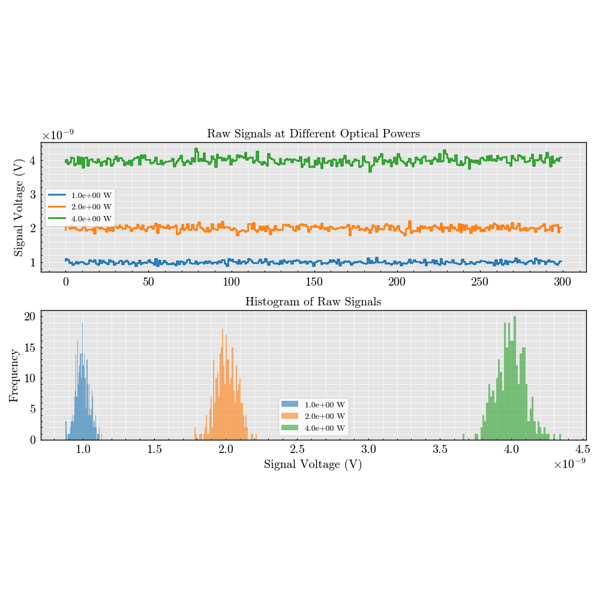 Raw Signals at Different Optical Powers
×10⁻⁹
Signal Voltage (V)
4
3
2
1
1.0e+00 W
2.0e+00 W
4.0e+00 W
0 50 100 150 200 250 300
Histogram of Raw Signals
Frequency
20
15
10
5
0
1.0e+00 W
2.0e+00 W
4.0e+00 W
1.0 1.5 2.0 2.5 3.0 3.5 4.0 4.5
Signal Voltage (V)
×10⁻⁹